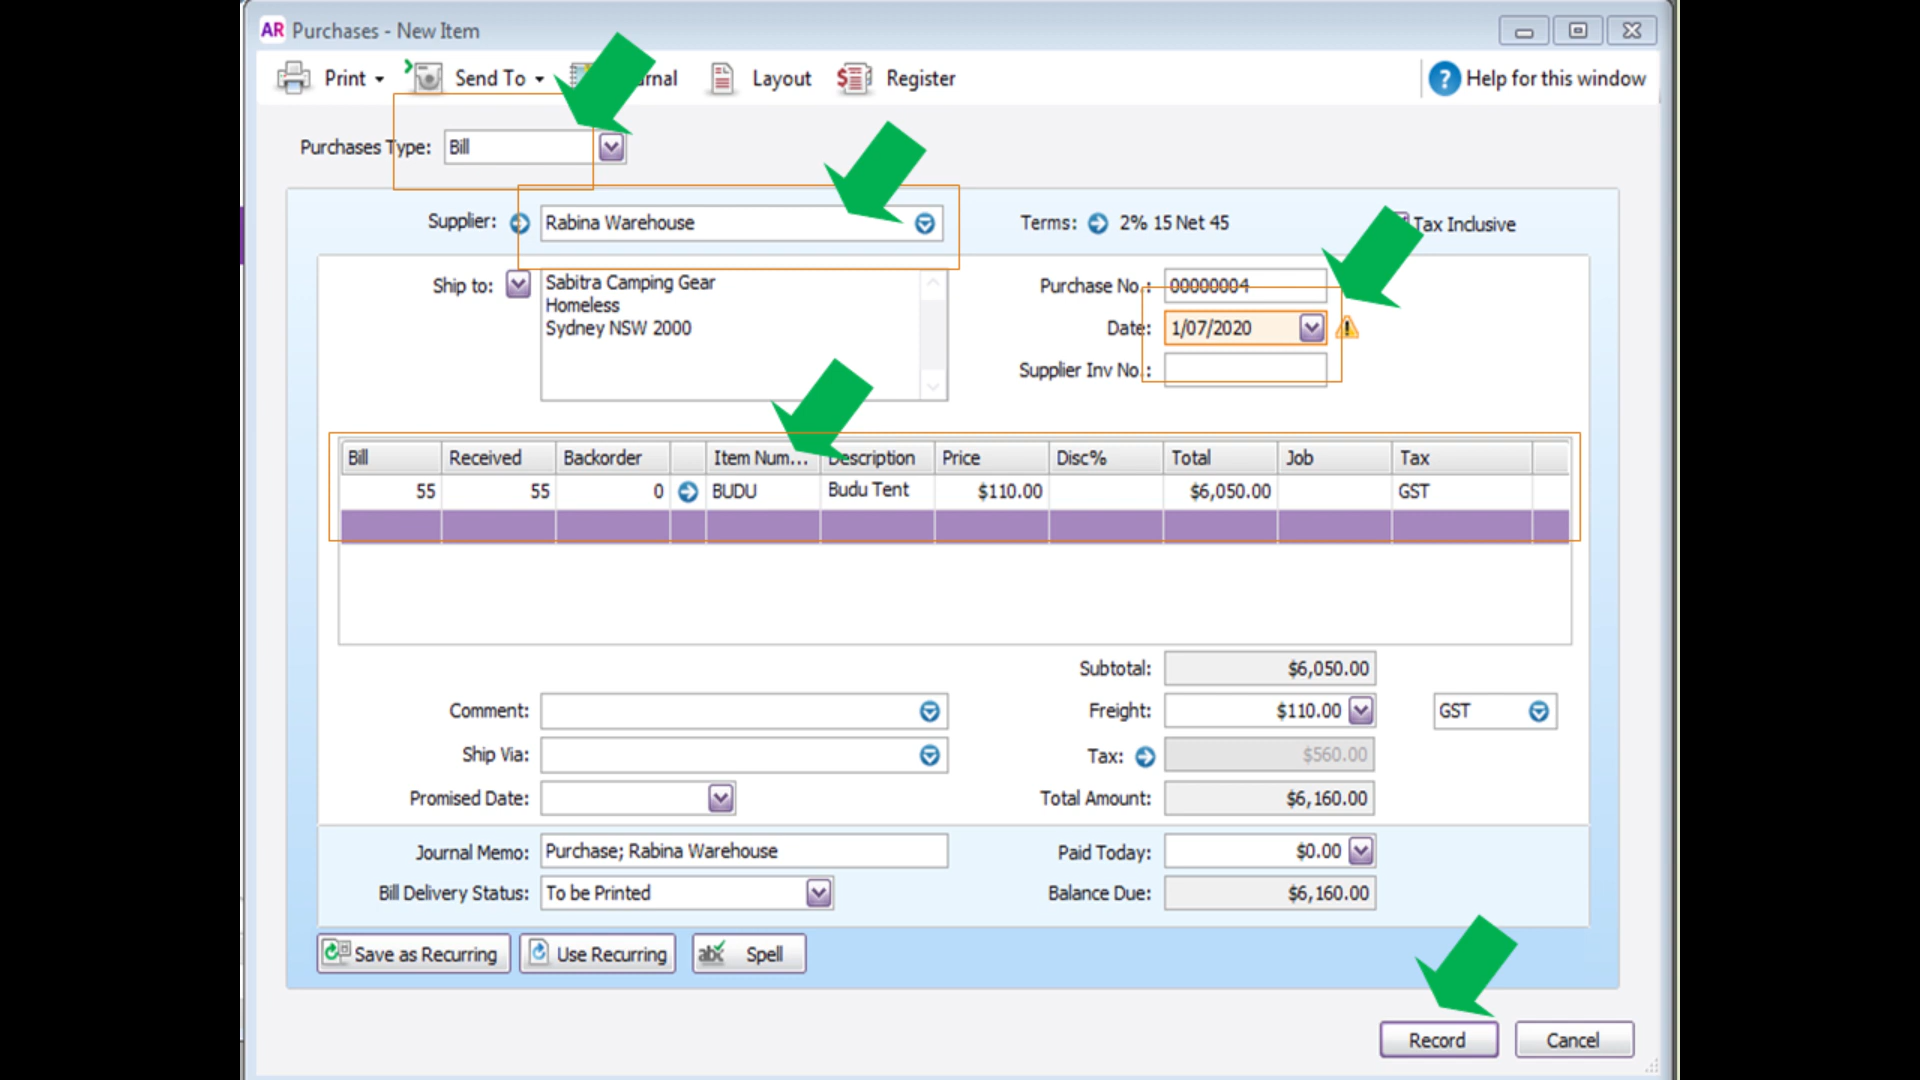 AR Purchases - New Item
Print Send To Layout Register Help for this window
Purchases Type: Bill
Supplier: Rabina Warehouse Terms: 2% 15 Net 45 Tax Inclusive
Ship to: Sabitra Camping Gear Purchase No.: 00000004
Homeless
Sydney NSW 2000 Date: 1/07/2020
Supplier Inv No.:
Bill Received Backorder Item Num... Description Price Disc% Total Job Tax
55 55 0 BUDU Budu Tent $110.00 $6,050.00 GST
Subtotal: $6,050.00
Comment: Freight: $110.00 GST
Ship Via: Tax: $560.00
Promised Date: Total Amount: $6,160.00
Journal Memo: Purchase; Rabina Warehouse Paid Today: $0.00
Bill Delivery Status: To be Printed Balance Due: $6,160.00
Save as Recurring Use Recurring abc Spell
Record Cancel